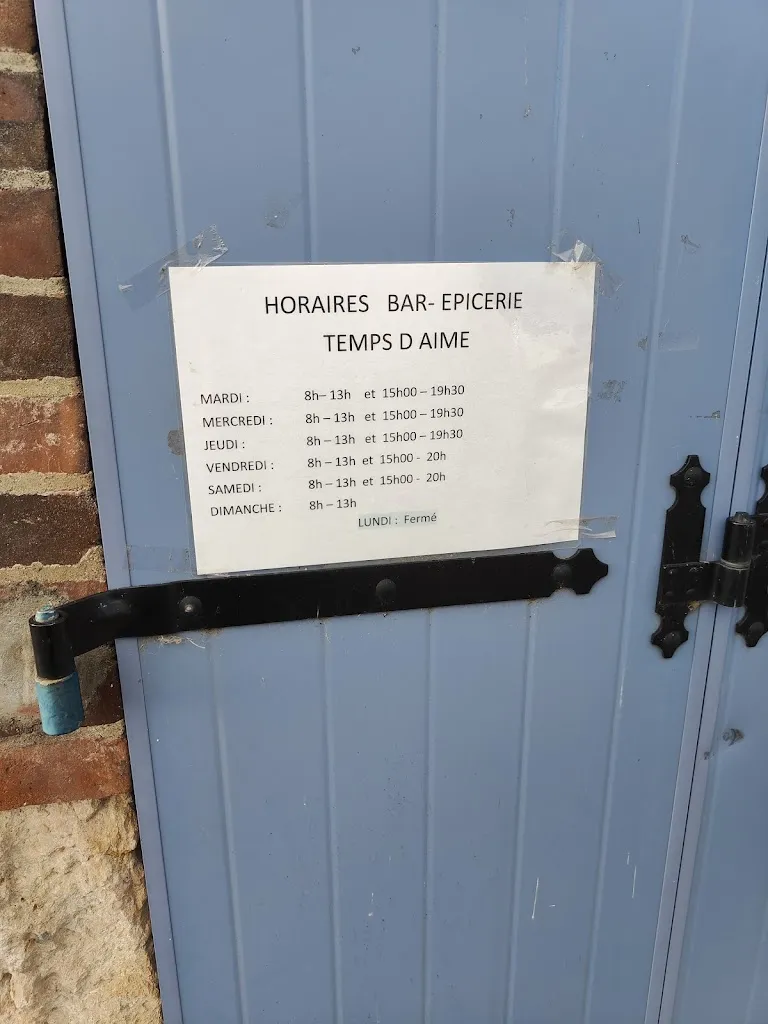 HORAIRES BAR- EPICERIE
TEMPS D AIME
MARDI : 8h– 13h et 15h00 – 19h30
MERCREDI : 8h – 13h et 15h00 – 19h30
JEUDI : 8h – 13h et 15h00 – 19h30
VENDREDI : 8h – 13h et 15h00 - 20h
SAMEDI : 8h – 13h et 15h00 - 20h
DIMANCHE : 8h – 13h
LUNDI : Fermé